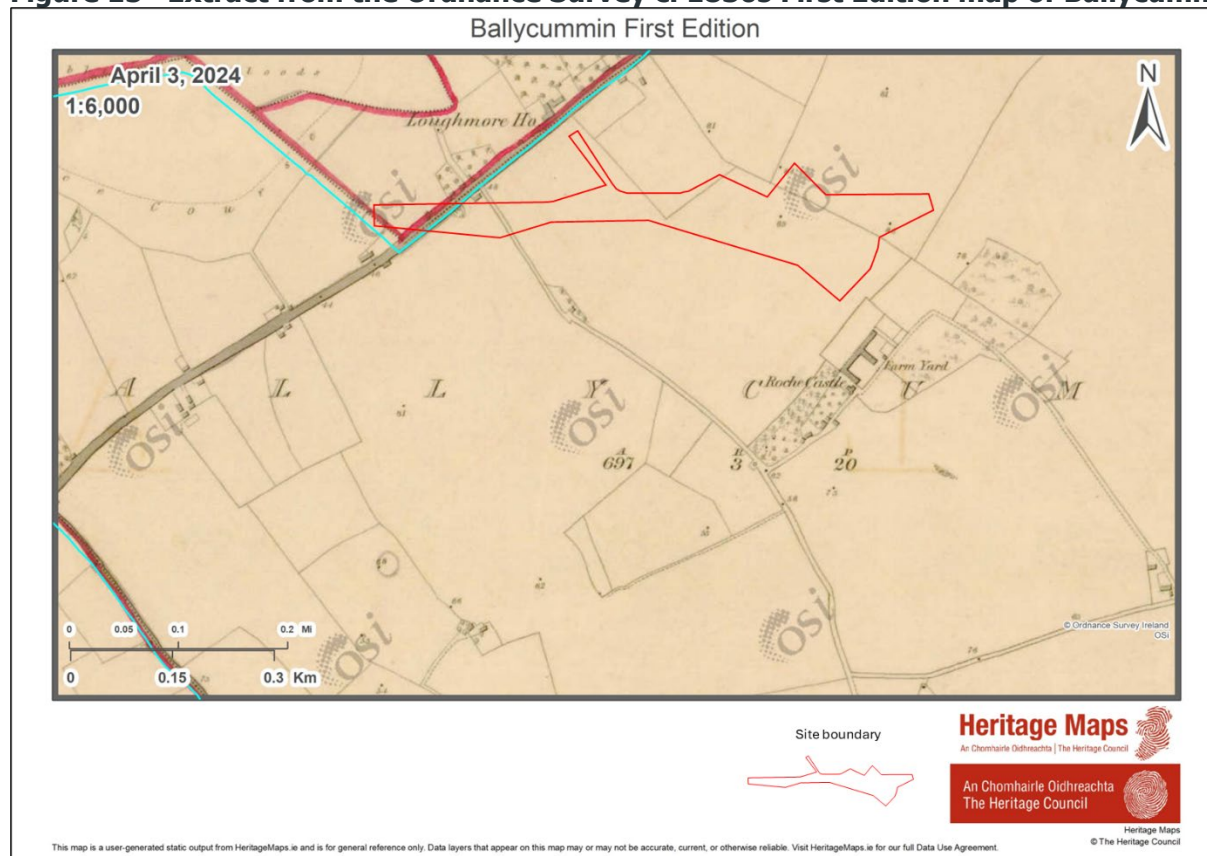 Ballycummin First Edition
April 3, 2024
1:6,000
N
Loughmore Ho
Cow
OSi
OSi
OSi
OSi
OSi
OSi
OSi
A L L Y C U M
Roche Castle
Farm Yard
A R P
697 3 20
0 0.05 0.1 0.2 Mi
0 0.15 0.3 Km
© Ordnance Survey Ireland
OSi
Site boundary
Heritage Maps
An Chomhairle Oidhreachta | The Heritage Council
An Chomhairle Oidhreachta
The Heritage Council
Heritage Maps
© The Heritage Council
This map is a user-generated static output from HeritageMaps.ie and is for general reference only. Data layers that appear on this map may or may not be accurate, current, or otherwise reliable. Visit HeritageMaps.ie for our full Data Use Agreement.